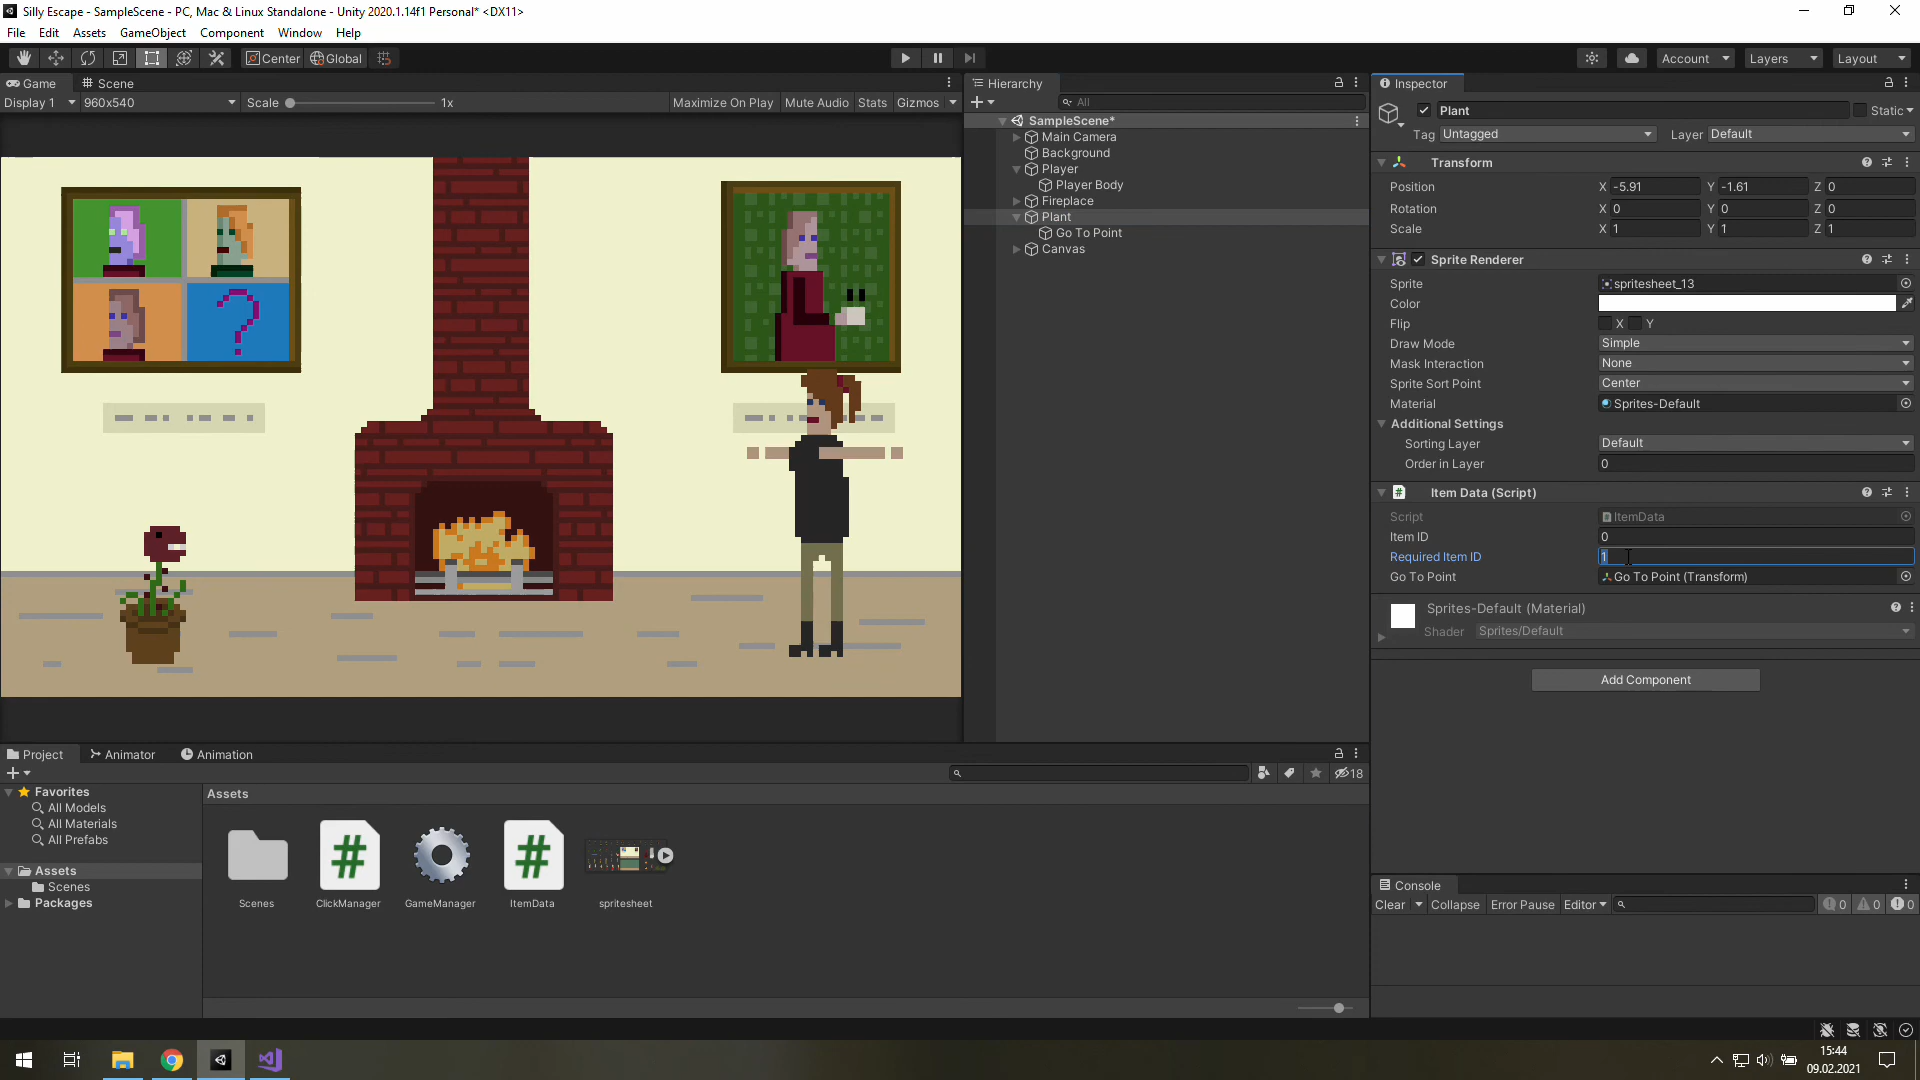 Silly Escape - SampleScene - PC, Mac & Linux Standalone - Unity 2020.1.14f1 Personal* <DX11>
File Edit Assets GameObject Component Window Help
Center Global Account Layers Layout
Game Scene
Display 1 960x540 Scale 1x Maximize On Play Mute Audio Stats Gizmos
Hierarchy
All
SampleScene*
Main Camera
Background
Player
Player Body
Fireplace
Plant
Go To Point
Canvas
Inspector
Plant Static
Tag Untagged Layer Default
Transform
Position X -5.91 Y -1.61 Z 0
Rotation X 0 Y 0 Z 0
Scale X 1 Y 1 Z 1
Sprite Renderer
Sprite spritesheet_13
Color
Flip X Y
Draw Mode Simple
Mask Interaction None
Sprite Sort Point Center
Material Sprites-Default
Additional Settings
Sorting Layer Default
Order in Layer 0
Item Data (Script)
Script ItemData
Item ID 0
Required Item ID 1
Go To Point Go To Point (Transform)
Sprites-Default (Material)
Shader Sprites/Default
Add Component
Project Animator Animation
18
Favorites
All Models
All Materials
All Prefabs
Assets
Scenes
Packages
Assets
Scenes ClickManager GameManager ItemData spritesheet
Console
Clear Collapse Error Pause Editor 0 0 0
15:44
09.02.2021